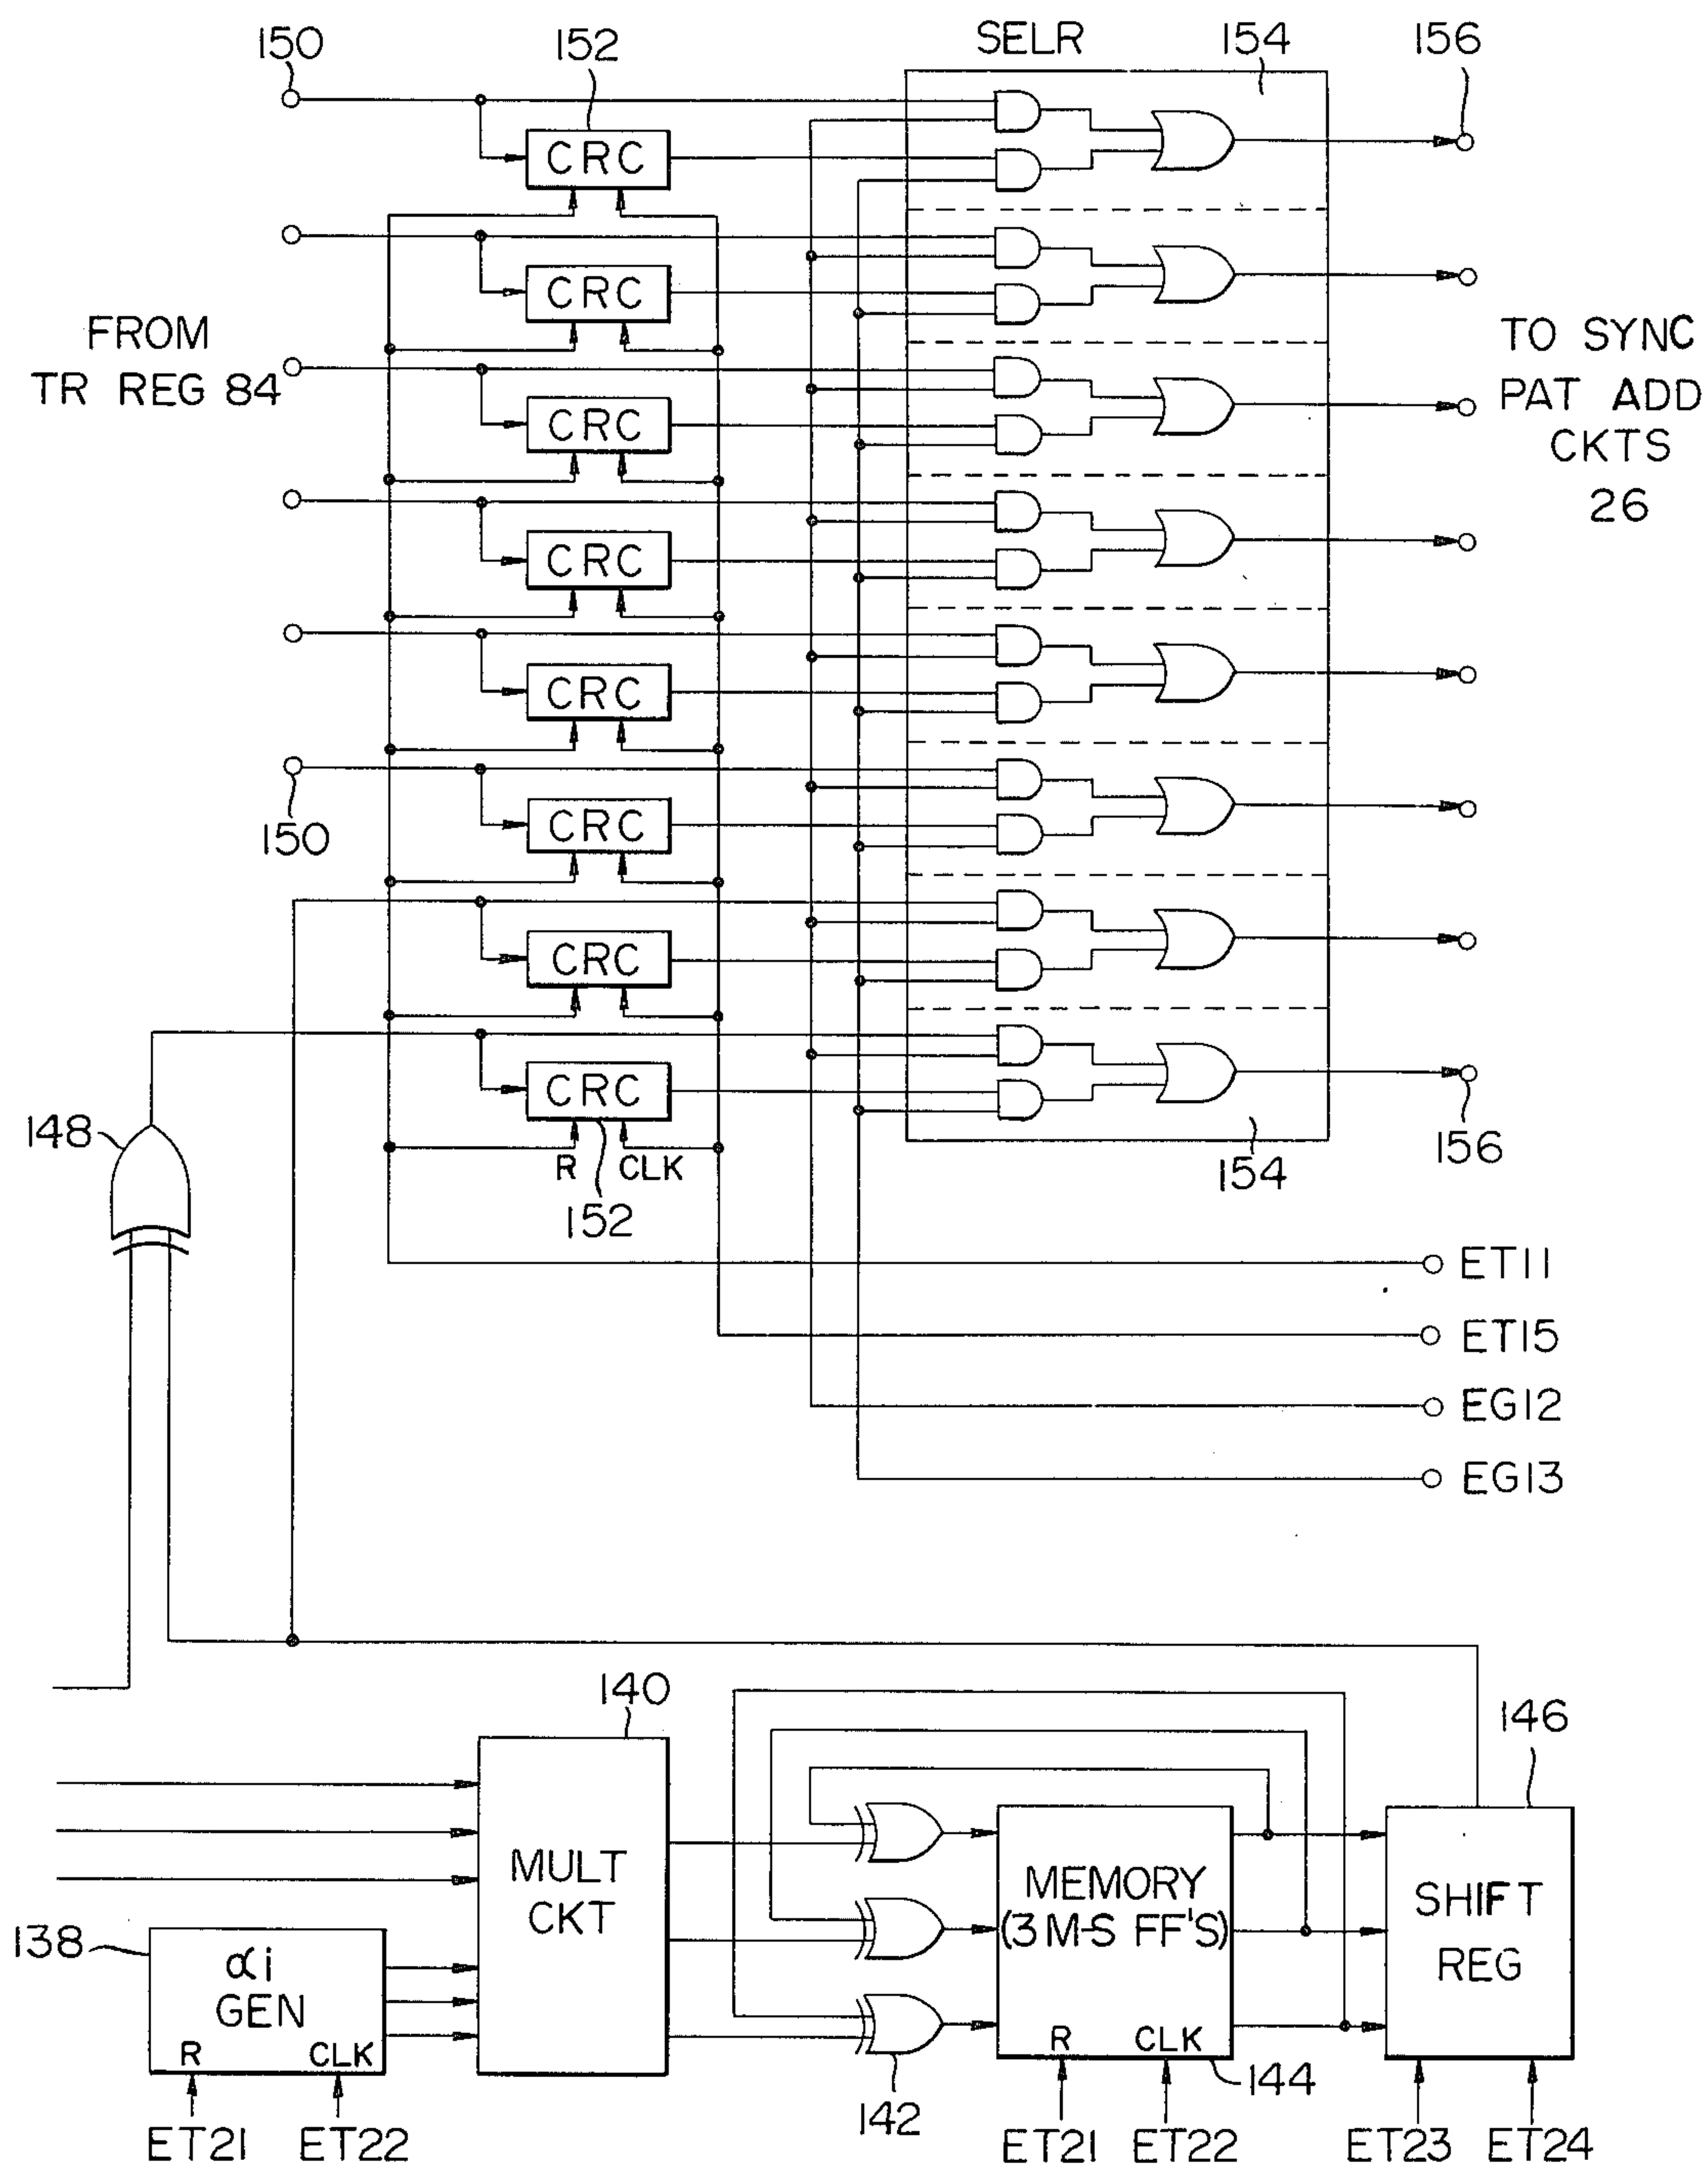 150
152
SELR
154
156
CRC
CRC
FROM
TR REG 84
TO SYNC
PAT ADD
CKTS
26
CRC
CRC
CRC
150
CRC
CRC
CRC
148
R CLK
152
154
156
ET11
ET15
EG12
EG13
140
146
MULT
CKT
MEMORY
(3 M-S FF'S)
SHIFT
REG
138
αi
GEN
R CLK
R CLK
144
142
ET21 ET22
ET21 ET22
ET23 ET24